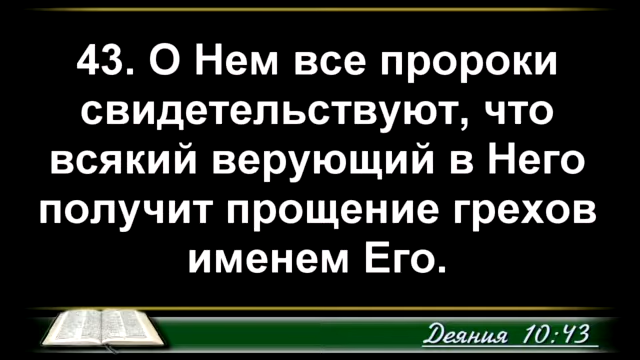 43. О Нем все пророки
свидетельствуют, что
всякий верующий в Него
получит прощение грехов
именем Его.
Деяния 10:43